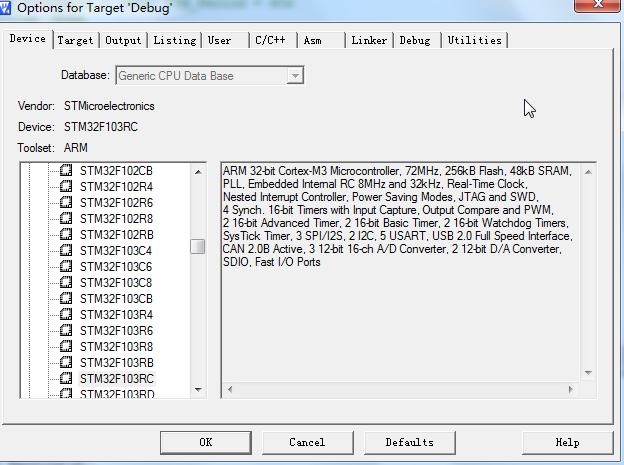 Options for Target 'Debug'
Device Target Output Listing User C/C++ Asm Linker Debug Utilities
Database: Generic CPU Data Base
Vendor: STMicroelectronics
Device: STM32F103RC
Toolset: ARM
STM32F102CB
STM32F102R4
STM32F102R6
STM32F102R8
STM32F102RB
STM32F103C4
STM32F103C6
STM32F103C8
STM32F103CB
STM32F103R4
STM32F103R6
STM32F103R8
STM32F103RB
STM32F103RC
STM32F103RD
ARM 32-bit Cortex-M3 Microcontroller, 72MHz, 256kB Flash, 48kB SRAM,
PLL, Embedded Internal RC 8MHz and 32kHz, Real-Time Clock,
Nested Interrupt Controller, Power Saving Modes, JTAG and SWD,
4 Synch. 16-bit Timers with Input Capture, Output Compare and PWM,
2 16-bit Advanced Timer, 2 16-bit Basic Timer, 2 16-bit Watchdog Timers,
SysTick Timer, 3 SPI/I2S, 2 I2C, 5 USART, USB 2.0 Full Speed Interface,
CAN 2.0B Active, 3 12-bit 16-ch A/D Converter, 2 12-bit D/A Converter,
SDIO, Fast I/O Ports
OK Cancel Defaults Help